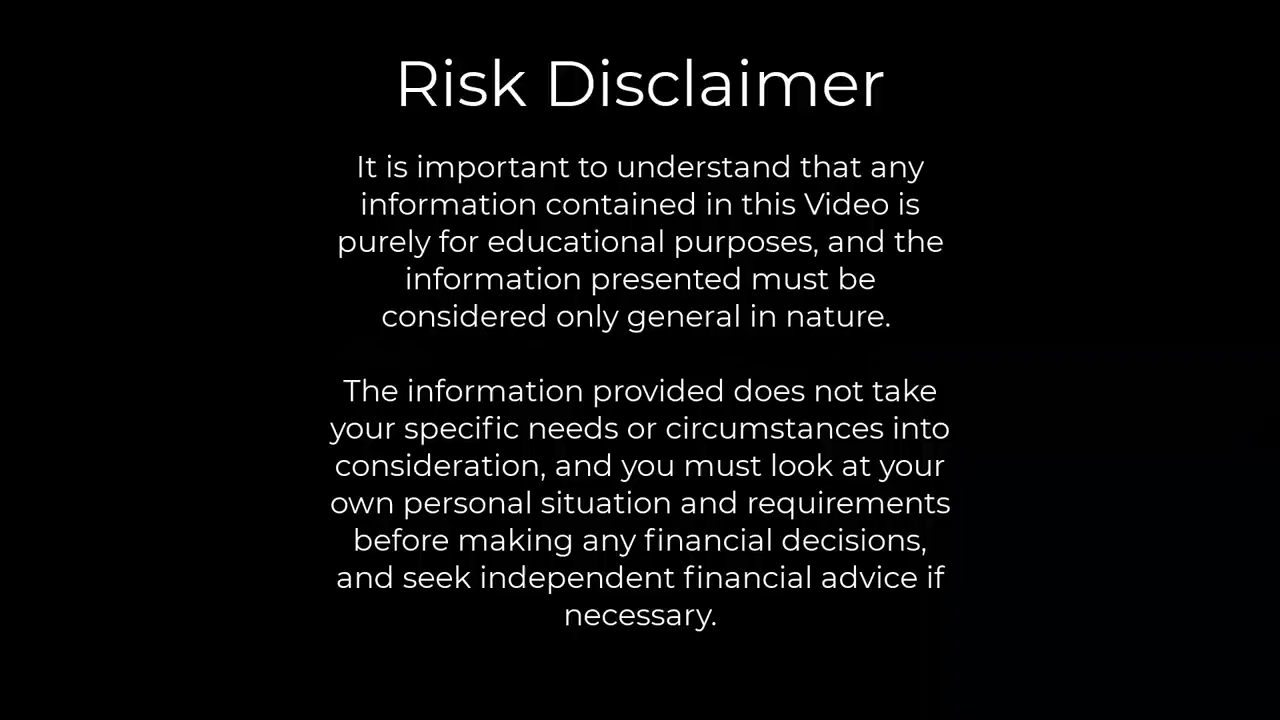 Risk Disclaimer
It is important to understand that any
information contained in this Video is
purely for educational purposes, and the
information presented must be
considered only general in nature.
The information provided does not take
your specific needs or circumstances into
consideration, and you must look at your
own personal situation and requirements
before making any financial decisions,
and seek independent financial advice if
necessary.